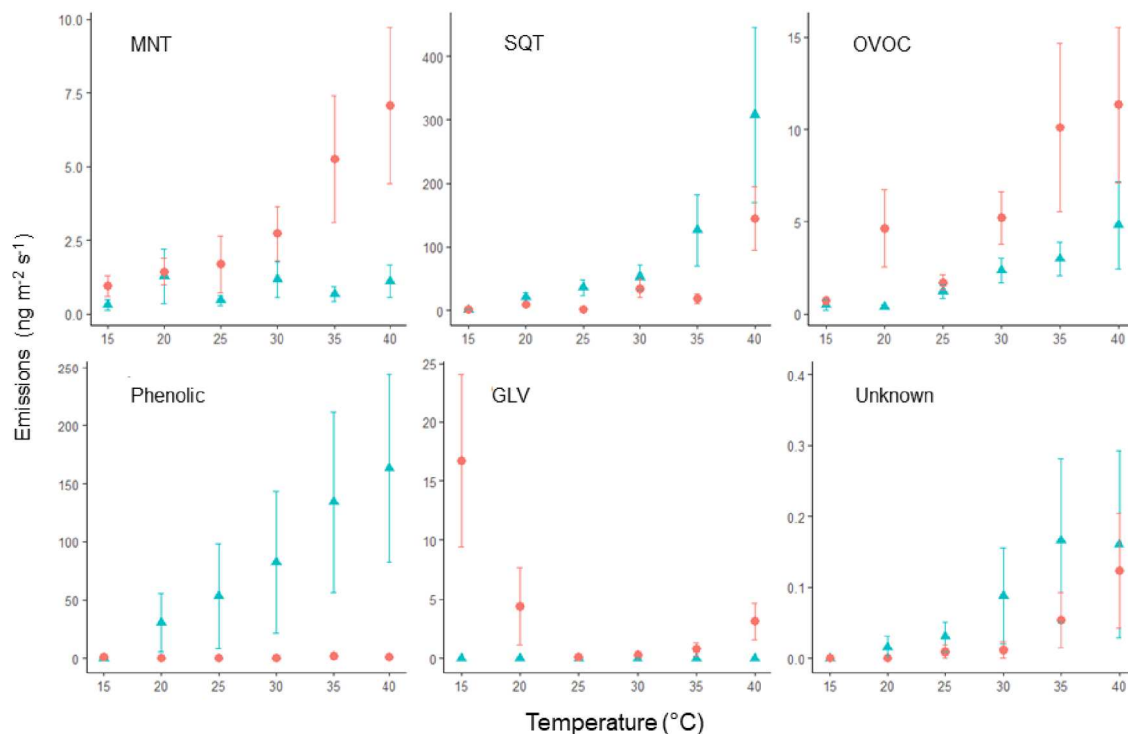 MNT
10.0
7.5
5.0
2.5
0.0
15 20 25 30 35 40
SQT
400
300
200
100
0
15 20 25 30 35 40
OVOC
15
10
5
0
15 20 25 30 35 40
Emissions (ng m-2 s-1)
Phenolic
250
200
150
100
50
0
15 20 25 30 35 40
GLV
25
20
15
10
5
0
15 20 25 30 35 40
Unknown
0.4
0.3
0.2
0.1
0.0
15 20 25 30 35 40
Temperature (°C)